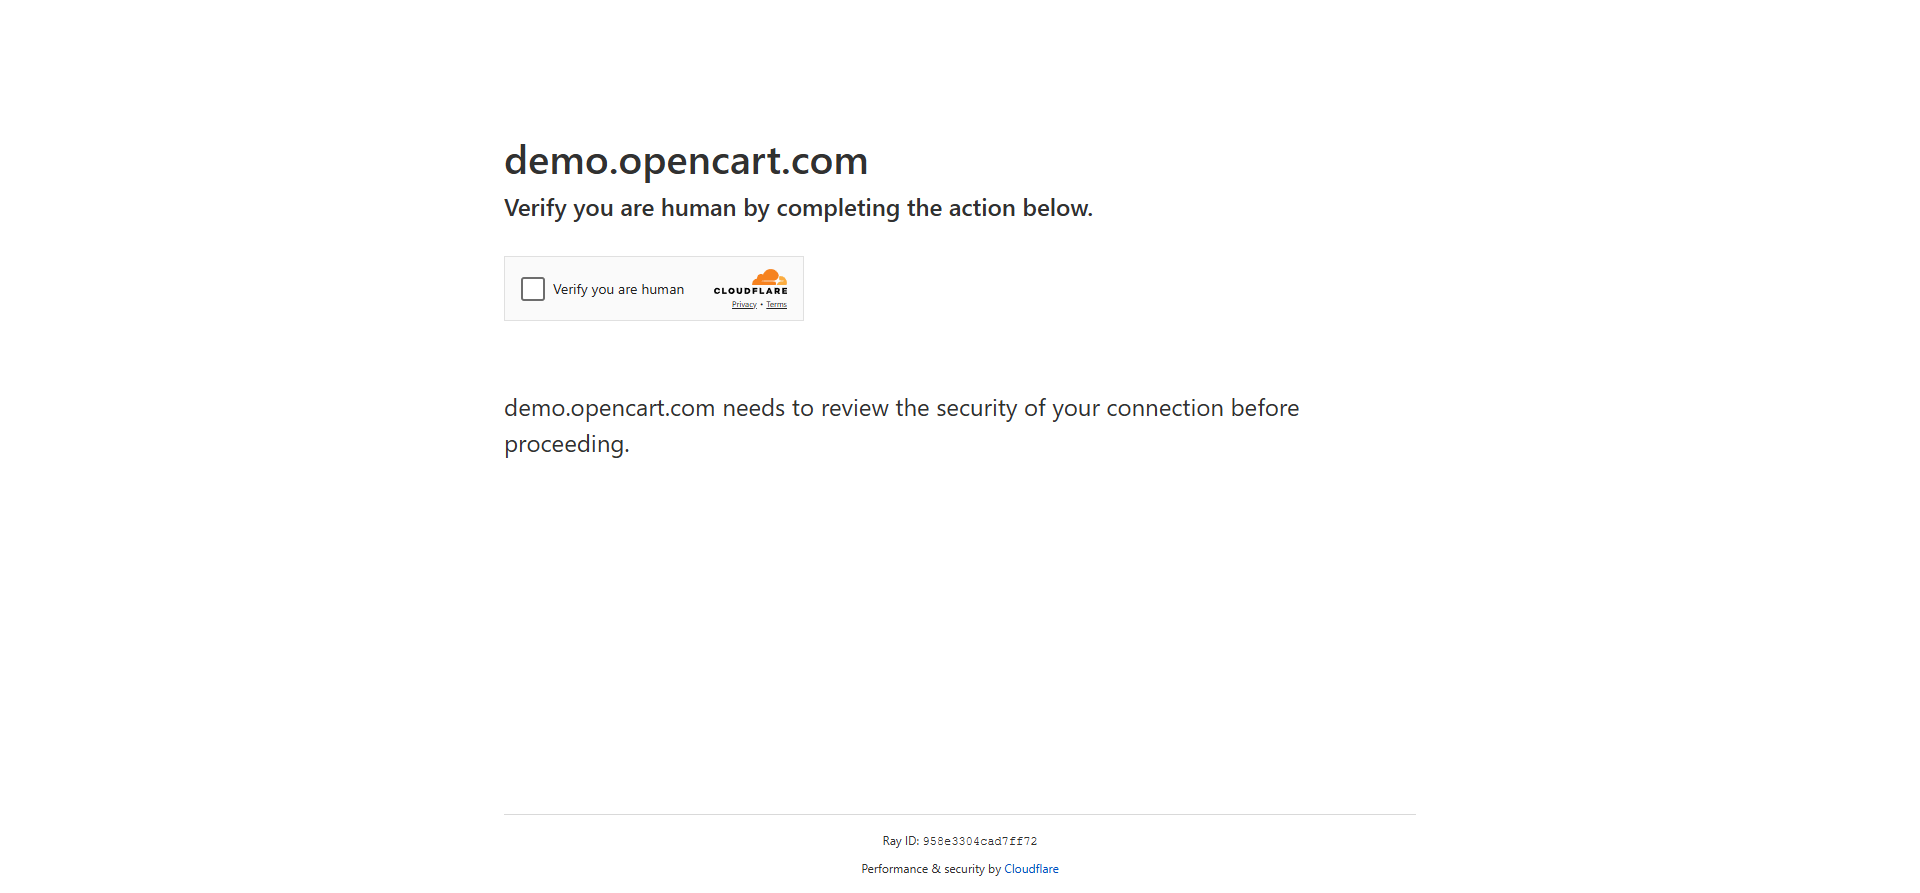 demo.opencart.com
Verify you are human by completing the action below.
Verify you are human
CLOUDFLARE
Privacy • Terms
demo.opencart.com needs to review the security of your connection before
proceeding.
Ray ID: 958e3304cad7ff72
Performance & security by Cloudflare